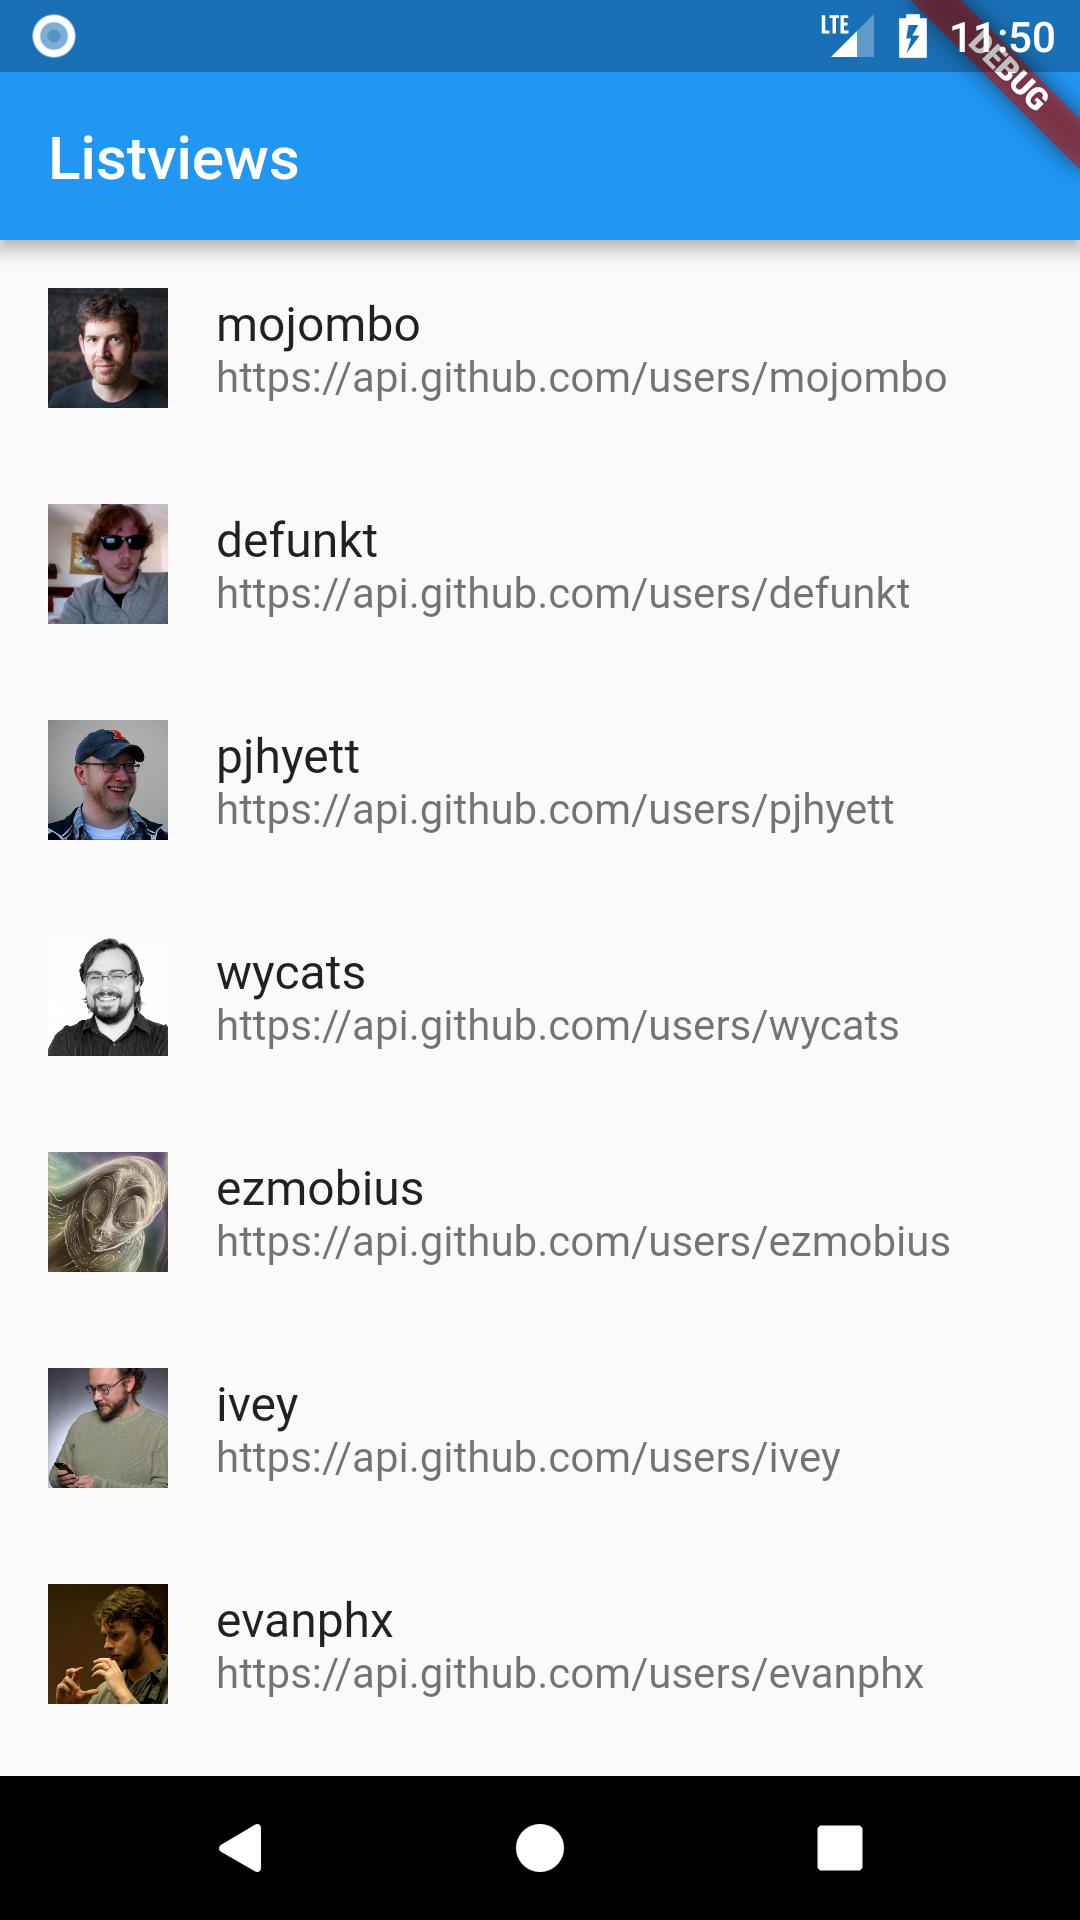 LTE 11:50
DEBUG
Listviews
mojombo
https://api.github.com/users/mojombo
defunkt
https://api.github.com/users/defunkt
pjhyett
https://api.github.com/users/pjhyett
wycats
https://api.github.com/users/wycats
ezmobius
https://api.github.com/users/ezmobius
ivey
https://api.github.com/users/ivey
evanphx
https://api.github.com/users/evanphx